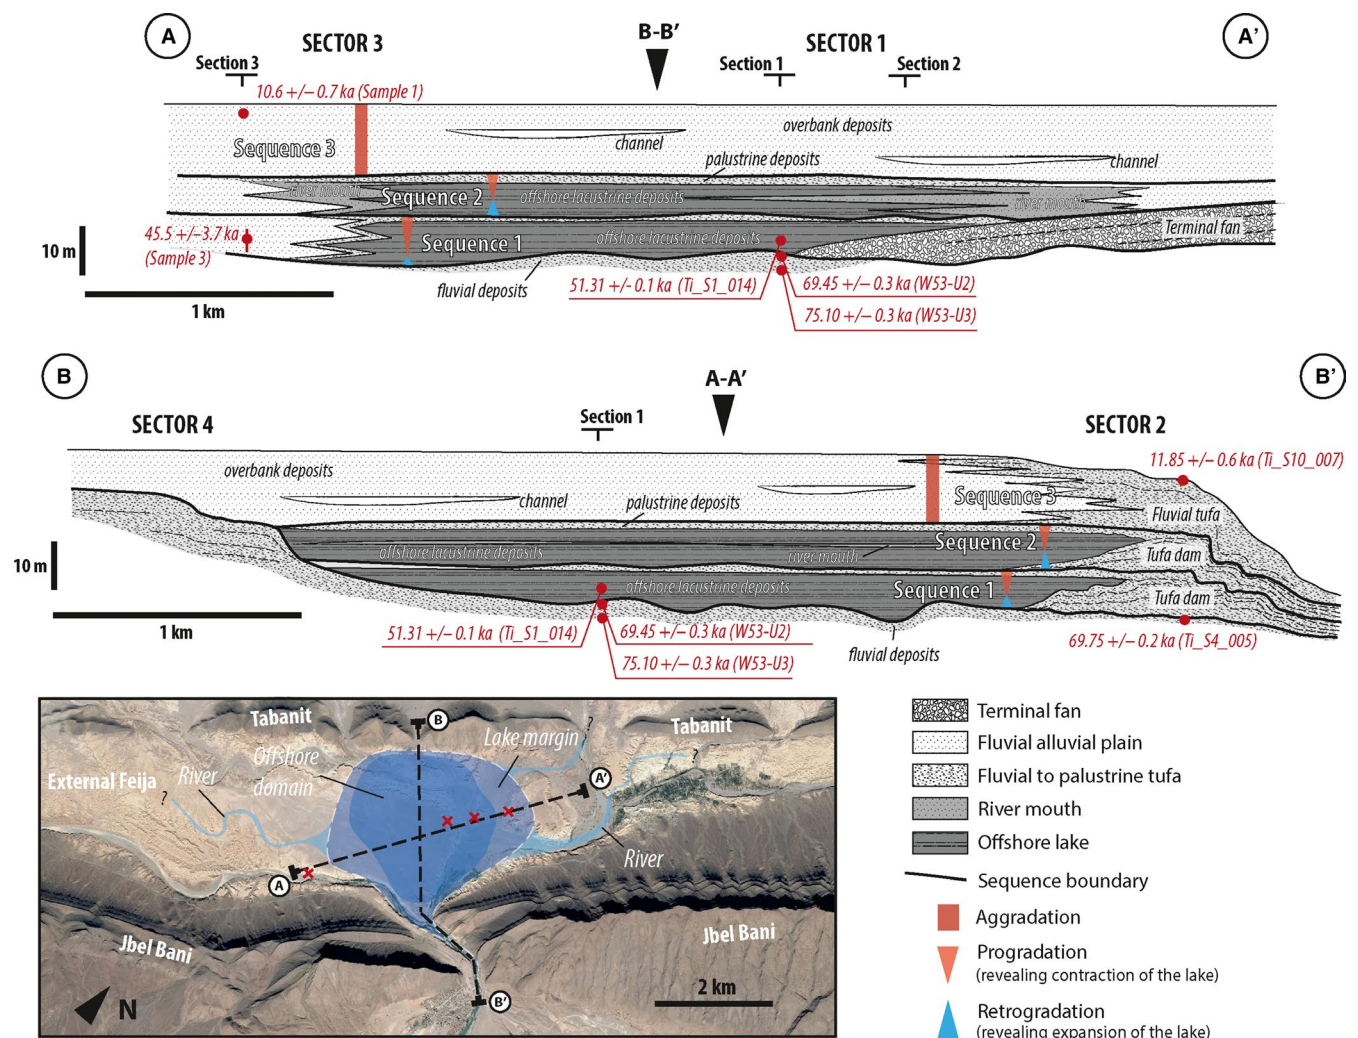 A
SECTOR 3
B-B’
SECTOR 1
A’
Section 3
Section 1
Section 2
10.6 +/– 0.7 ka (Sample 1)
overbank deposits
Sequence 3
channel
palustrine deposits
channel
river mouth
Sequence 2
offshore lacustrine deposits
river mouth
45.5 +/–3.7 ka
(Sample 3)
Sequence 1
offshore lacustrine deposits
Terminal fan
10 m
fluvial deposits
51.31 +/- 0.1 ka (Ti_S1_014)
69.45 +/– 0.3 ka (W53-U2)
75.10 +/– 0.3 ka (W53-U3)
1 km
B
A-A’
B’
SECTOR 4
Section 1
SECTOR 2
11.85 +/– 0.6 ka (Ti_S10_007)
overbank deposits
channel
palustrine deposits
Sequence 3
Fluvial tufa
offshore lacustrine deposits
river mouth
Sequence 2
Tufa dam
10 m
offshore lacustrine deposits
Sequence 1
Tufa dam
1 km
51.31 +/– 0.1 ka (Ti_S1_014)
69.45 +/– 0.3 ka (W53-U2)
75.10 +/– 0.3 ka (W53-U3)
fluvial deposits
69.75 +/– 0.2 ka (Ti_S4_005)
Tabanit
B
Lake margin
?
Tabanit
?
External Feija
River
Offshore
domain
?
A’
A
River
Jbel Bani
Jbel Bani
N
B’
2 km
Terminal fan
Fluvial alluvial plain
Fluvial to palustrine tufa
River mouth
Offshore lake
Sequence boundary
Aggradation
Progradation
(revealing contraction of the lake)
Retrogradation
(revealing expansion of the lake)